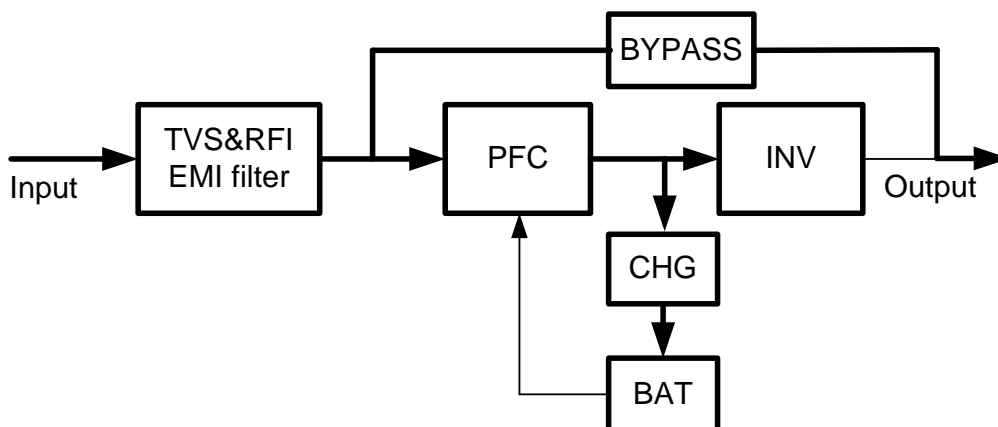 BYPASS
TVS&RFI
EMI filter
PFC
INV
Input
Output
CHG
BAT